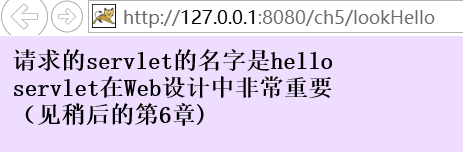 http://127.0.0.1:8080/ch5/lookHello
请求的servlet的名字是hello
servlet在Web设计中非常重要
（见稍后的第6章)